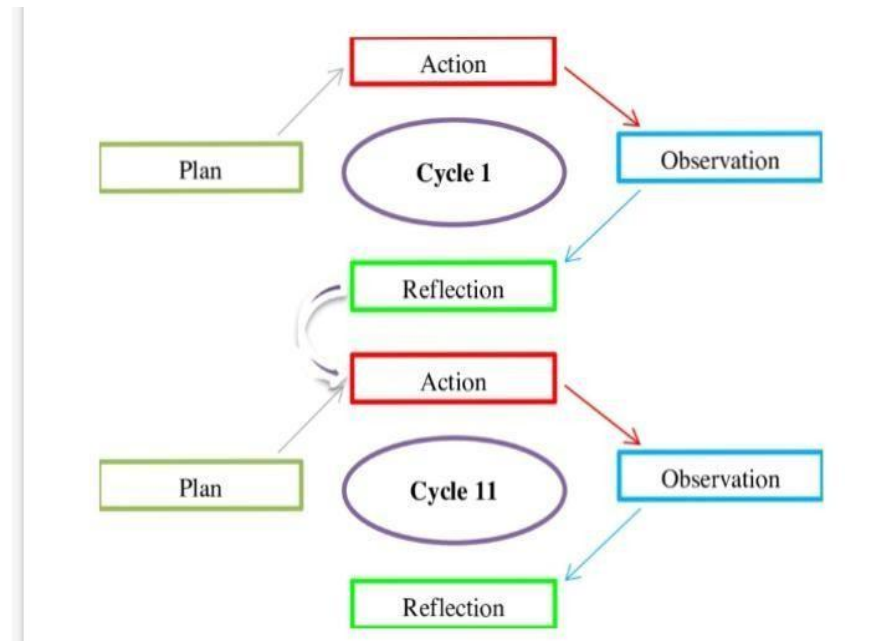 Action
Plan
Cycle 1
Observation
Reflection
Action
Plan
Cycle 11
Observation
Reflection